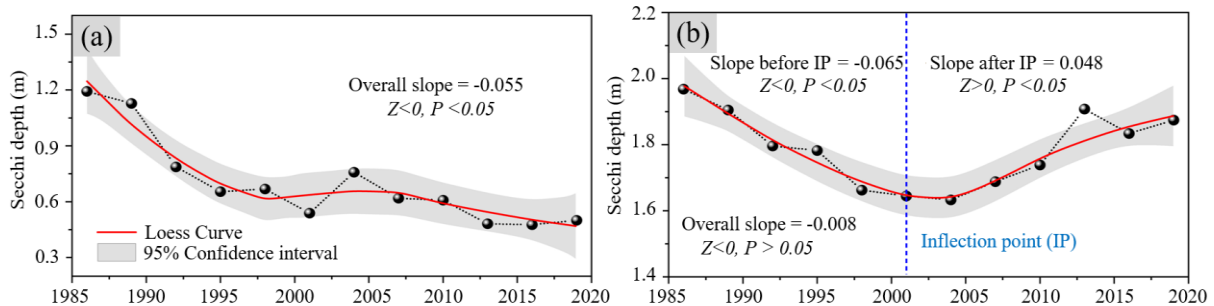 (a)
Secchi depth (m)
1.5
1.2
0.9
0.6
0.3
Overall slope = -0.055
Z<0, P <0.05
Loess Curve
95% Confidence interval
1985 1990 1995 2000 2005 2010 2015 2020
(b)
Secchi depth (m)
2.2
2.0
1.8
1.6
1.4
Slope before IP = -0.065
Z<0, P <0.05
Slope after IP = 0.048
Z>0, P <0.05
Overall slope = -0.008
Z<0, P > 0.05
Inflection point (IP)
1985 1990 1995 2000 2005 2010 2015 2020